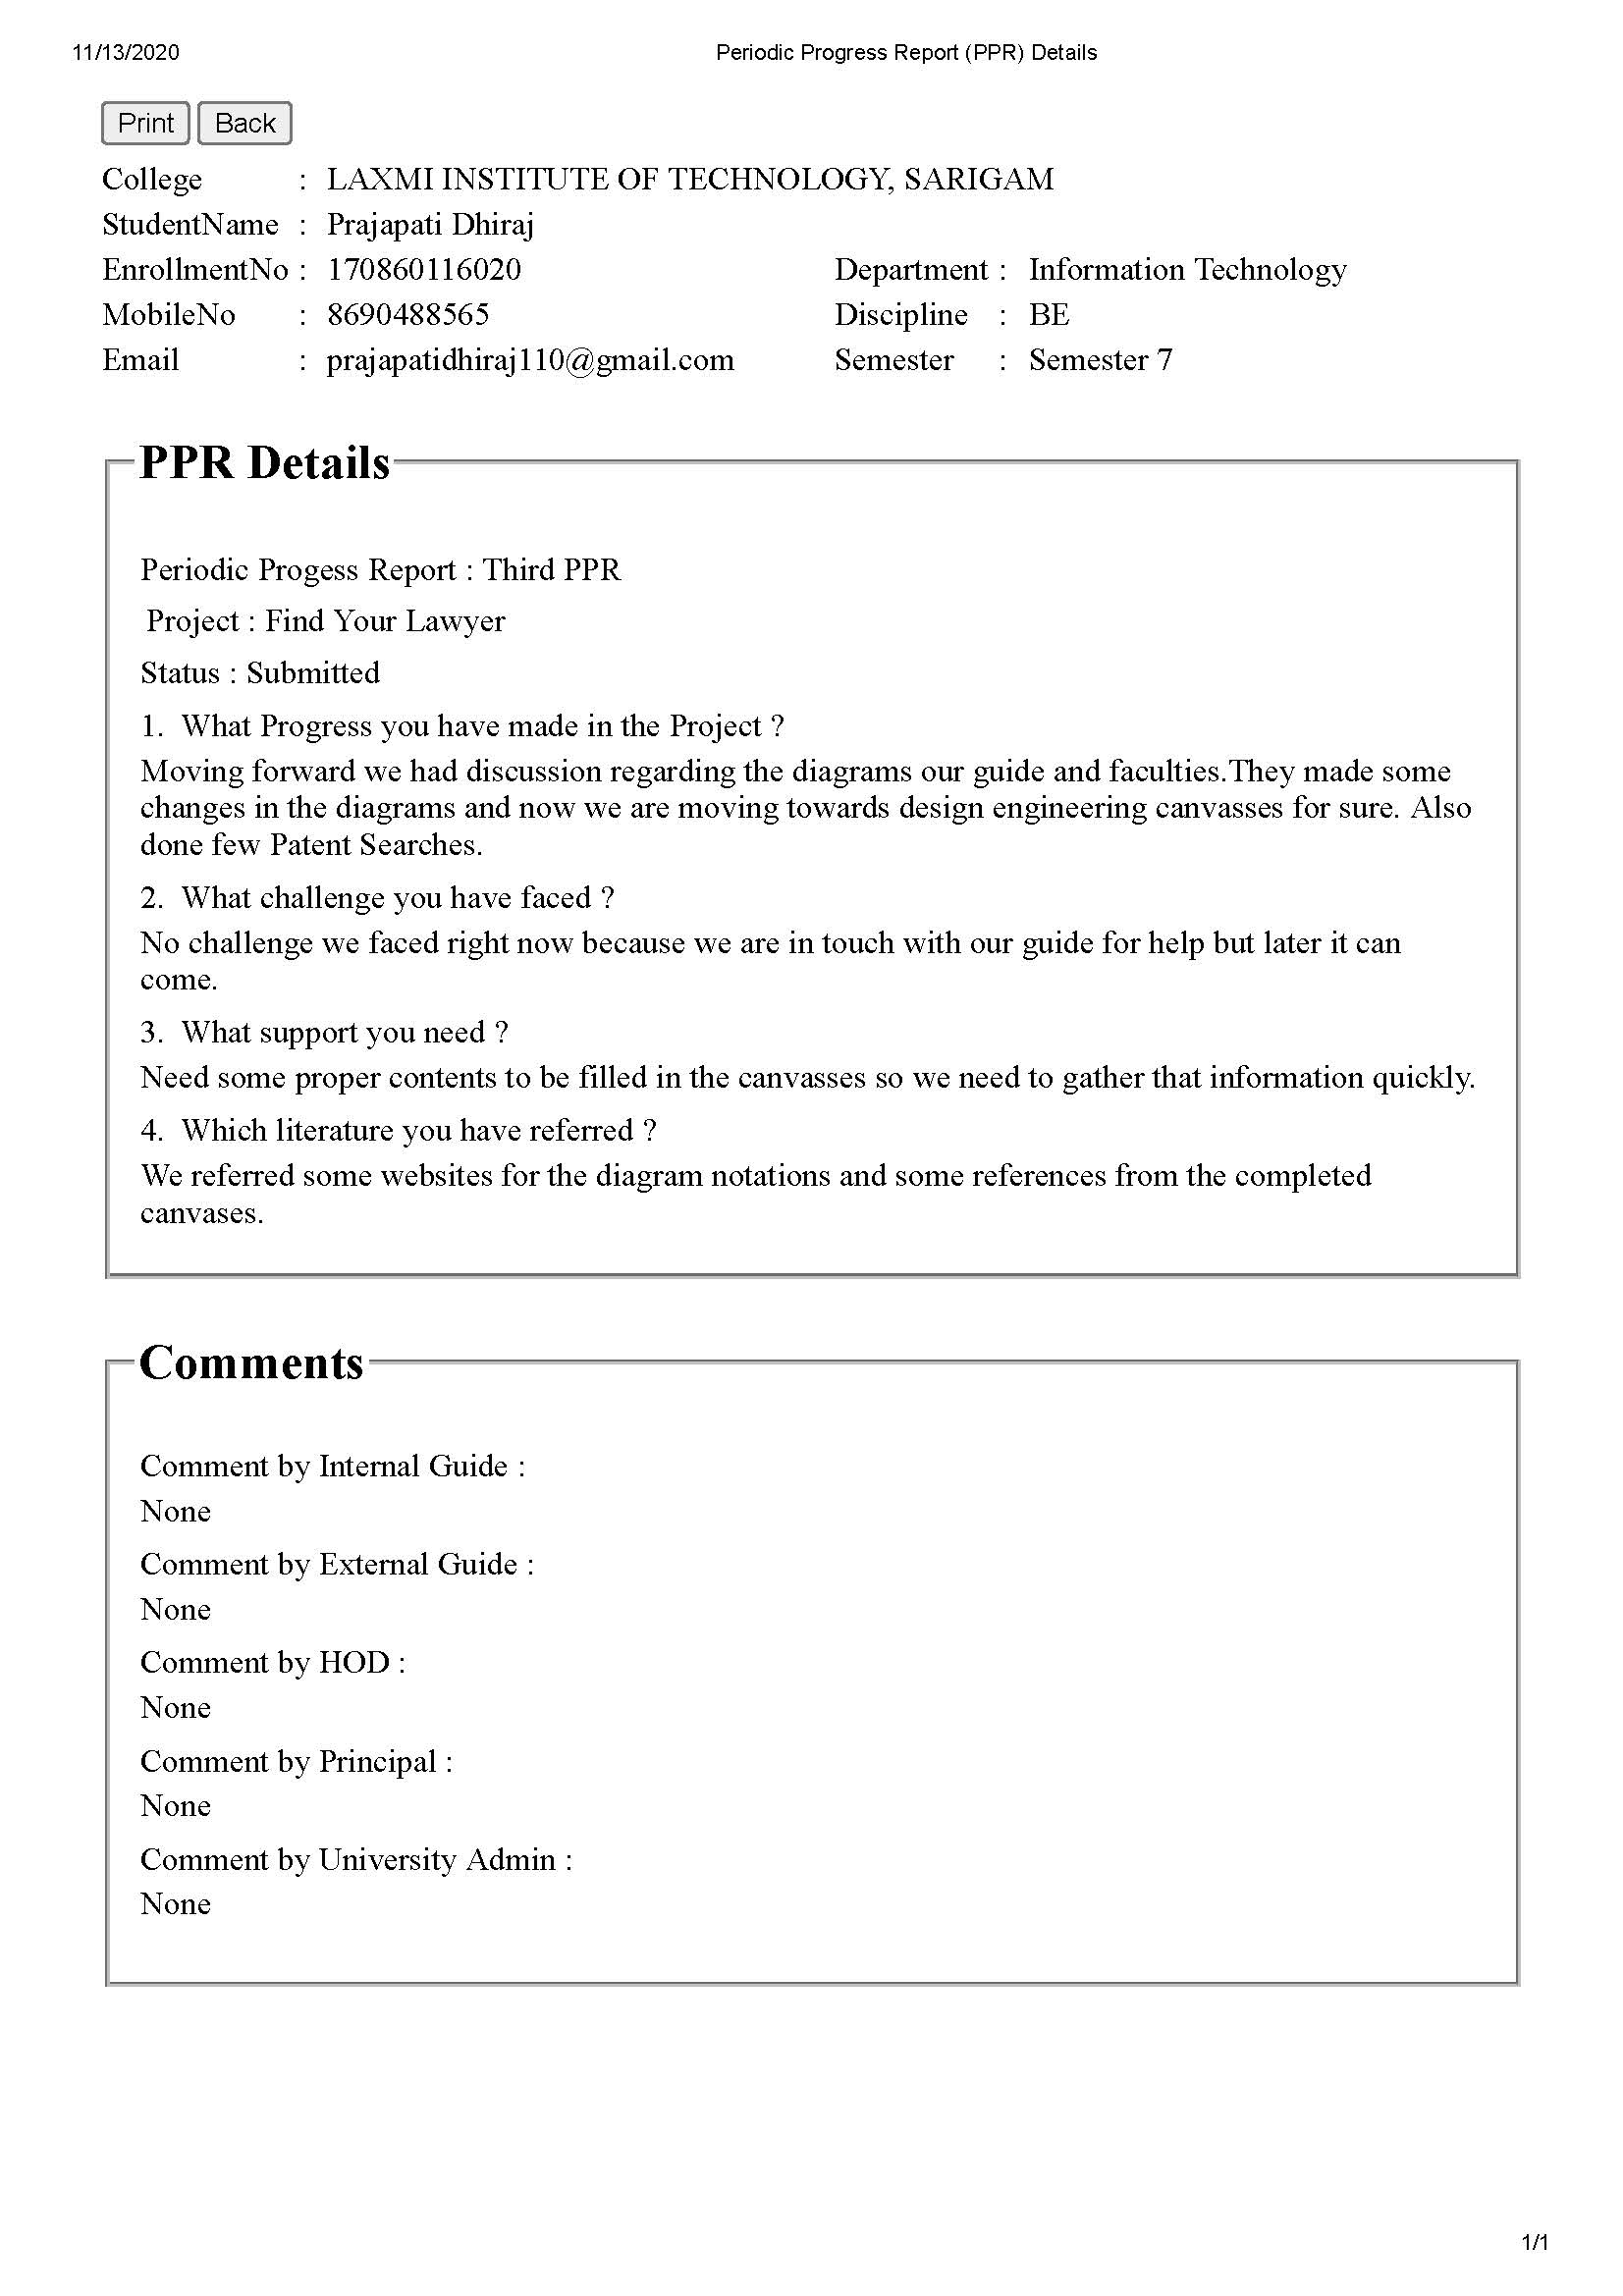 11/13/2020 Periodic Progress Report (PPR) Details
Print Back
College : LAXMI INSTITUTE OF TECHNOLOGY, SARIGAM
StudentName : Prajapati Dhiraj
EnrollmentNo : 170860116020 Department : Information Technology
MobileNo : 8690488565 Discipline : BE
Email : prajapatidhiraj110@gmail.com Semester : Semester 7
PPR Details
Periodic Progess Report : Third PPR
Project : Find Your Lawyer
Status : Submitted
1. What Progress you have made in the Project ?
Moving forward we had discussion regarding the diagrams our guide and faculties.They made some
changes in the diagrams and now we are moving towards design engineering canvasses for sure. Also
done few Patent Searches.
2. What challenge you have faced ?
No challenge we faced right now because we are in touch with our guide for help but later it can
come.
3. What support you need ?
Need some proper contents to be filled in the canvasses so we need to gather that information quickly.
4. Which literature you have referred ?
We referred some websites for the diagram notations and some references from the completed
canvases.
Comments
Comment by Internal Guide :
None
Comment by External Guide :
None
Comment by HOD :
None
Comment by Principal :
None
Comment by University Admin :
None
1/1